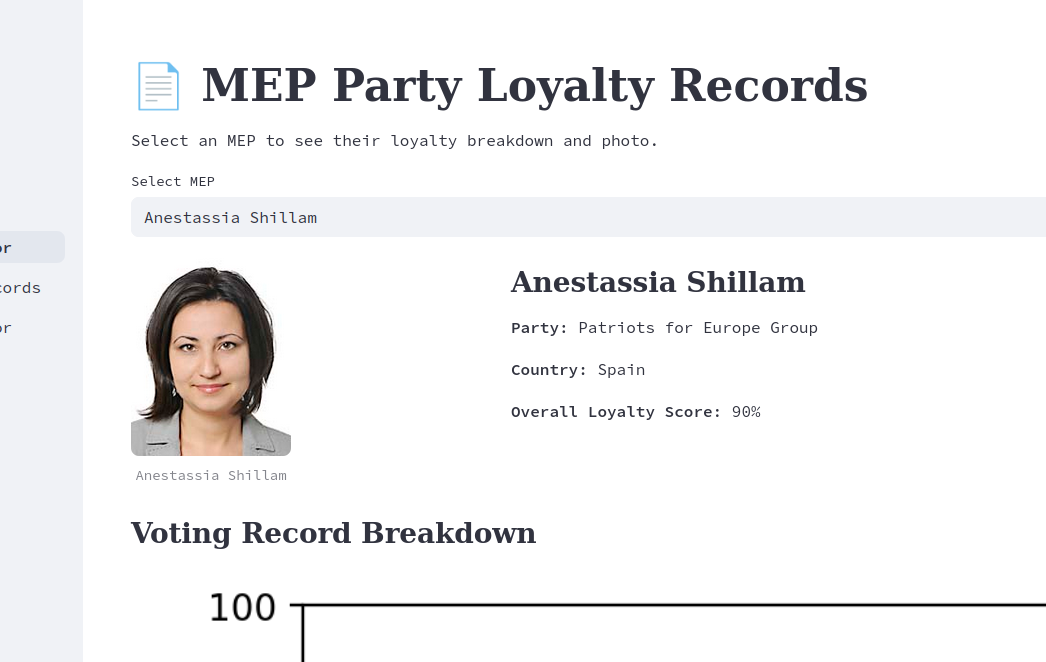 MEP Party Loyalty Records
Select an MEP to see their loyalty breakdown and photo.
Select MEP
Anestassia Shillam
or
cords
or
Anestassia Shillam
Party: Patriots for Europe Group
Country: Spain
Overall Loyalty Score: 90%
Anestassia Shillam
Voting Record Breakdown
100